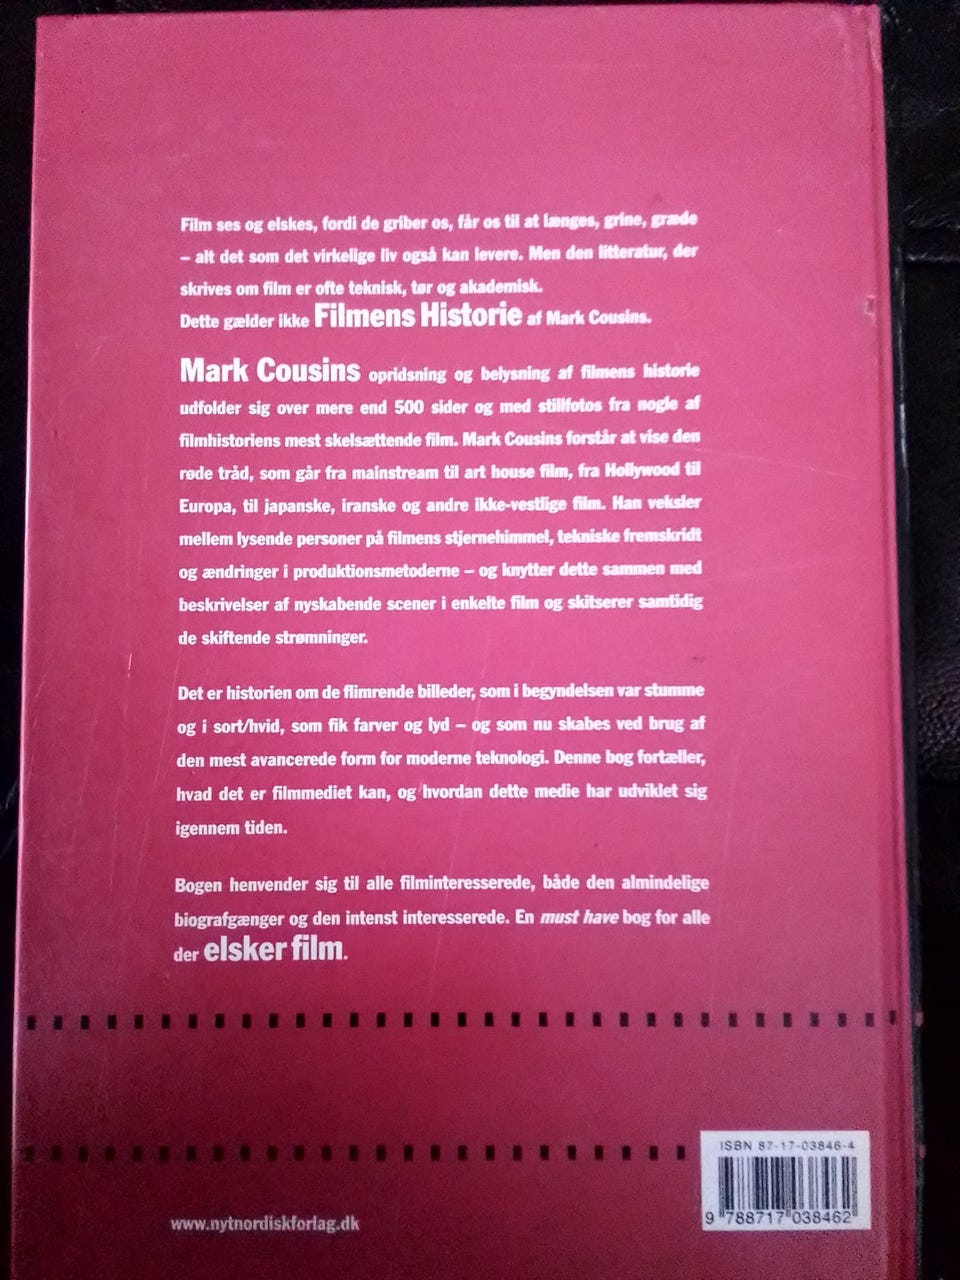 Film ses og elskes, fordi de griber os, får os til at længes, grine, græde
– alt det som det virkelige liv også kan levere. Men den litteratur, der
skrives om film er ofte teknisk, tør og akademisk.
Dette gælder ikke Filmens Historie af Mark Cousins.
Mark Cousins opridsning og belysning af filmens historie
udfolder sig over mere end 500 sider og med stillfotos fra nogle af
filmhistoriens mest skelsættende film. Mark Cousins forstår at vise den
røde tråd, som går fra mainstream til art house film, fra Hollywood til
Europa, til japanske, iranske og andre ikke-vestlige film. Han veksler
mellem lysende personer på filmens stjernehimmel, tekniske fremskridt
og ændringer i produktionsmetoderne – og knytter dette sammen med
beskrivelser af nyskabende scener i enkelte film og skitserer samtidig
de skiftende strømninger.
Det er historien om de flimrende billeder, som i begyndelsen var stumme
og i sort/hvid, som fik farver og lyd – og som nu skabes ved brug af
den mest avancerede form for moderne teknologi. Denne bog fortæller,
hvad det er filmmediet kan, og hvordan dette medie har udviklet sig
igennem tiden.
Bogen henvender sig til alle filminteresserede, både den almindelige
biografgænger og den intenst interesserede. En must have bog for alle
der elsker film.
ISBN 87-17-03846-4
9 788717 038462
www.nytnordiskforlag.dk